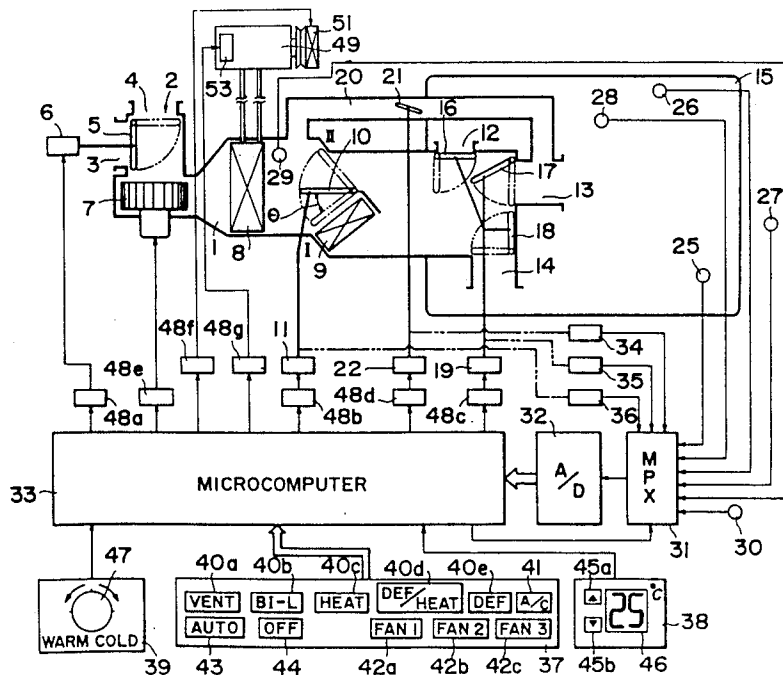 51
49
53
4
2
20
21
15
6
5
3
II
10
16
12
28
26
29
17
27
7
θ
13
25
1
8
I
9
18
14
48f
48g
11
34
48e
22
19
35
48a
48b
48d
48c
36
32
MICROCOMPUTER
A/D
MPX
33
30
31
47
40a
40b
40c
40d
40e
41
45a
°C
VENT
BI-L
HEAT
DEF/HEAT
DEF
A/C
▲
25
38
WARM COLD
AUTO
OFF
FAN 1
FAN 2
FAN 3
▼
39
43
44
42a
42b
42c
37
45b
46